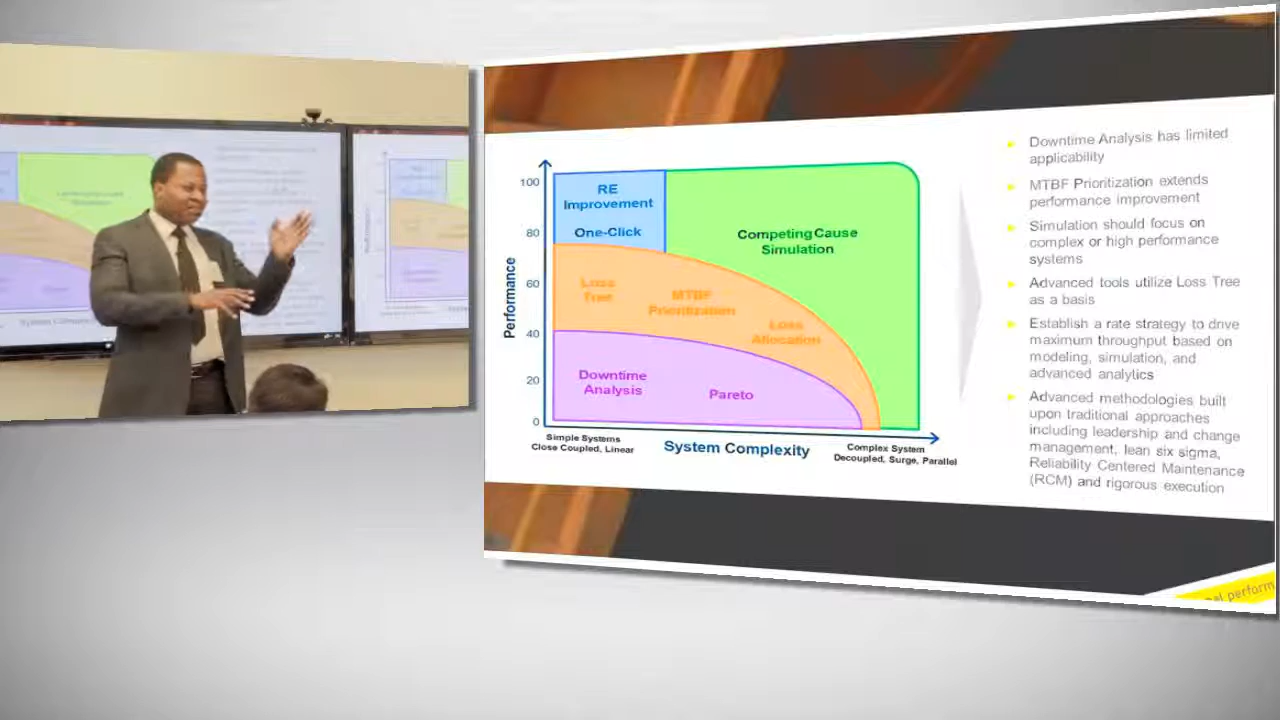 100
80
60
40
20
0
Performance
RE
Improvement
One-Click
Competing Cause
Simulation
Loss
Tree
MTBF
Prioritization
Loss
Allocation
Downtime
Analysis
Pareto
Simple Systems
Close Coupled, Linear
System Complexity
Complex System
Decoupled, Surge, Parallel
Downtime Analysis has limited
applicability
MTBF Prioritization extends
performance improvement
Simulation should focus on
complex or high performance
systems
Advanced tools utilize Loss Tree
as a basis
Establish a rate strategy to drive
maximum throughput based on
modeling, simulation, and
advanced analytics
Advanced methodologies built
upon traditional approaches
including leadership and change
management, lean six sigma,
Reliability Centered Maintenance
(RCM) and rigorous execution
System
perform